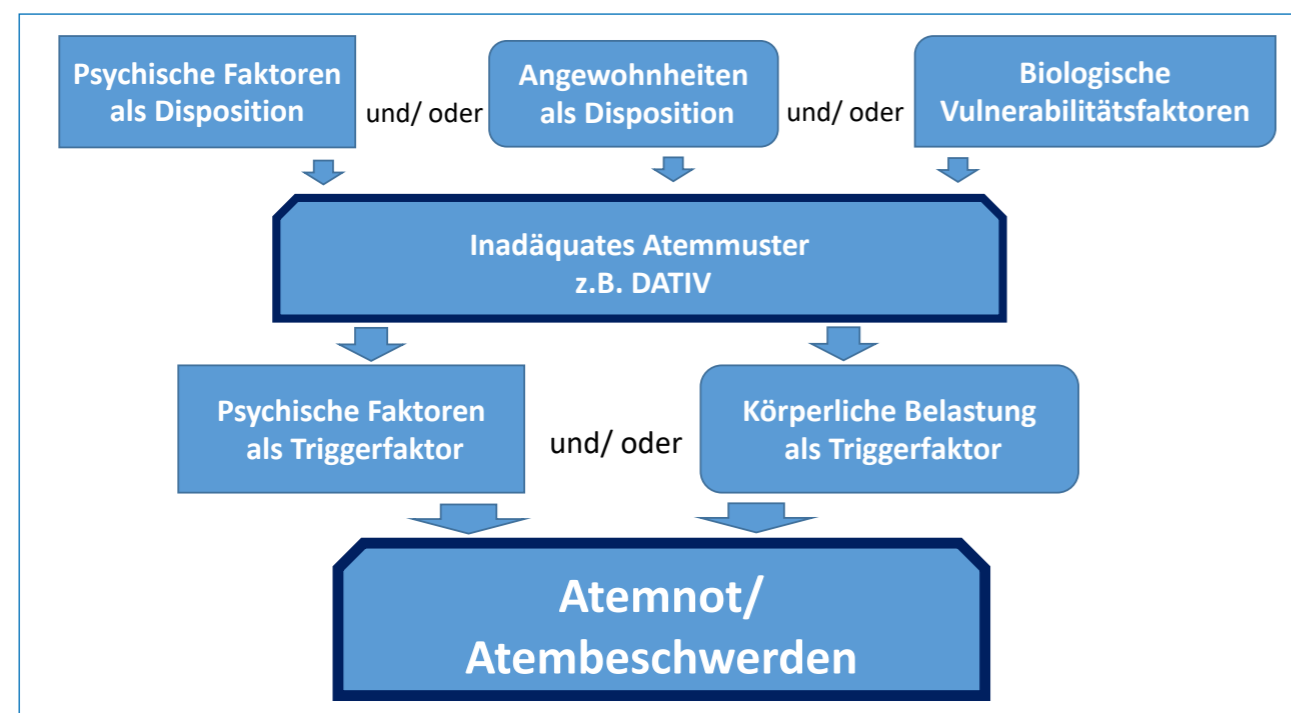 Psychische Faktoren
als Disposition
und/ oder
Angewohnheiten
als Disposition
und/ oder
Biologische
Vulnerabilitätsfaktoren
Inadäquates Atemmuster
z.B. DATIV
Psychische Faktoren
als Triggerfaktor
und/ oder
Körperliche Belastung
als Triggerfaktor
Atemnot/
Atembeschwerden